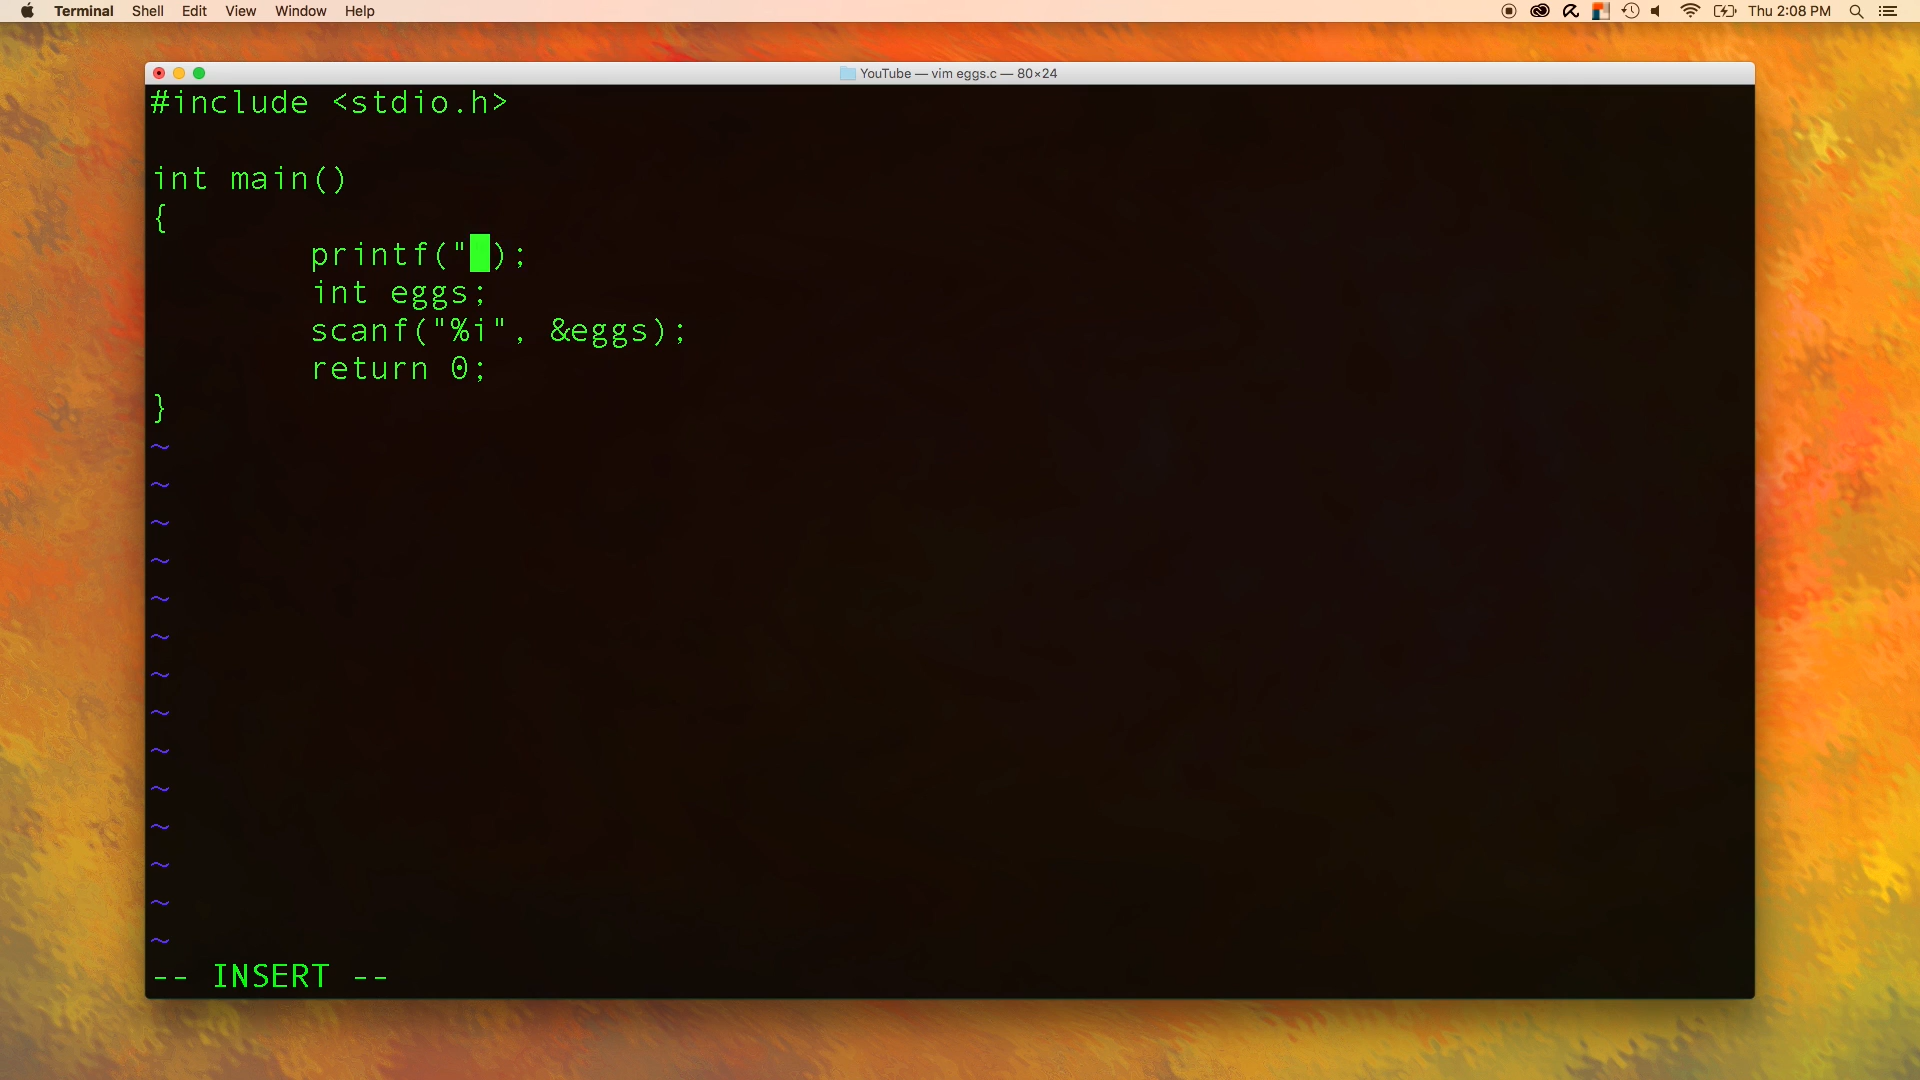 Terminal Shell Edit View Window Help Thu 2:08 PM
YouTube — vim eggs.c — 80×24
#include <stdio.h>
int main()
{
printf("");
int eggs;
scanf("%i", &eggs);
return 0;
}
~
~
~
~
~
~
~
~
~
~
~
~
~
~
-- INSERT --